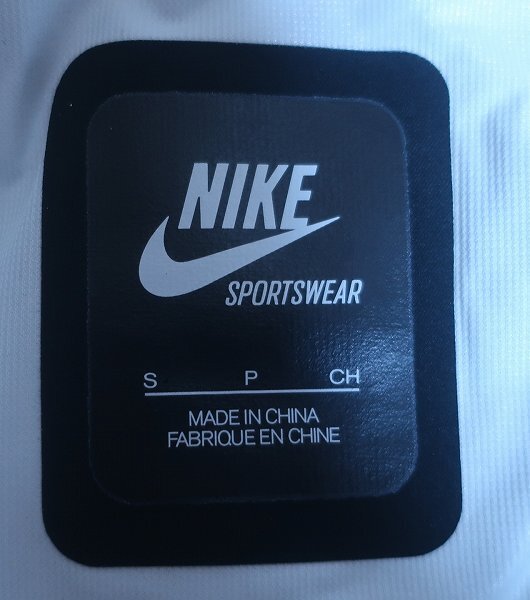 NIKE
SPORTSWEAR
S P CH
MADE IN CHINA
FABRIQUE EN CHINE